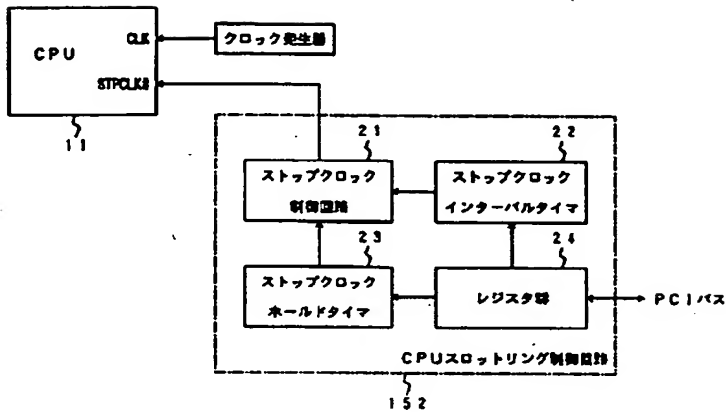 CPU
CLK
クロック発生器
STPCLK#
11
21
22
ストップクロック
制御回路
ストップクロック
インターバルタイマ
23
24
ストップクロック
ホールドタイマ
レジスタ群
PCIバス
CPUスロットリング制御回路
152